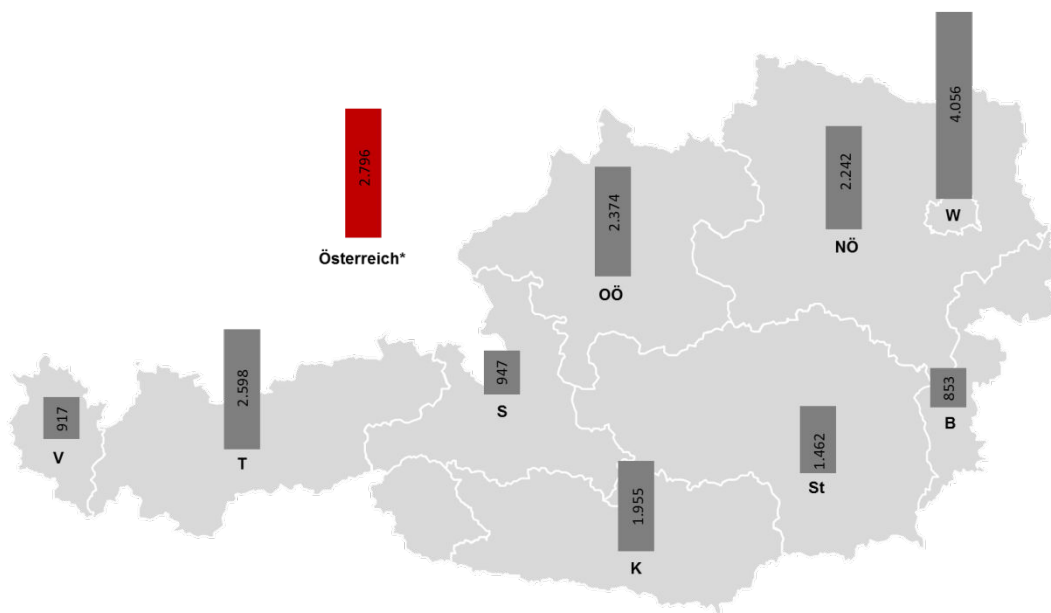 4.056
W
2.796
Österreich*
2.242
NÖ
2.374
OÖ
2.598
T
917
V
947
S
853
B
1.462
St
1.955
K